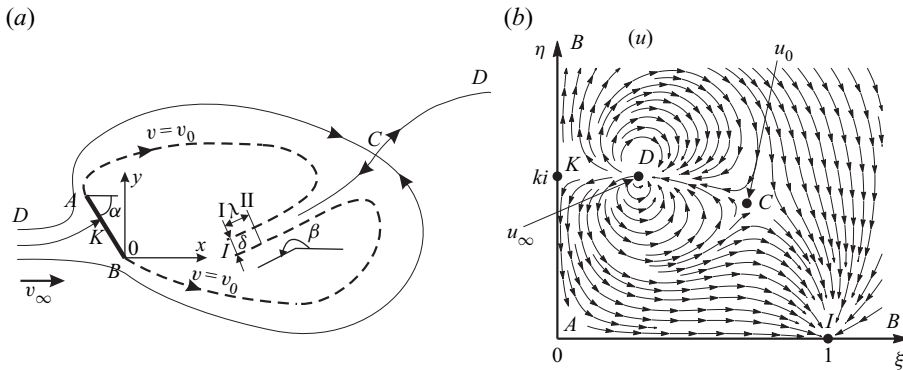 (a)
D
C
v = v0
I λ II
A
α
y
K
I
δ
β
D
0
x
B
v = v0
v∞
(b)
η
B
(u)
u0
ki
K
D
C
u∞
A
I
B
0
1
ξ